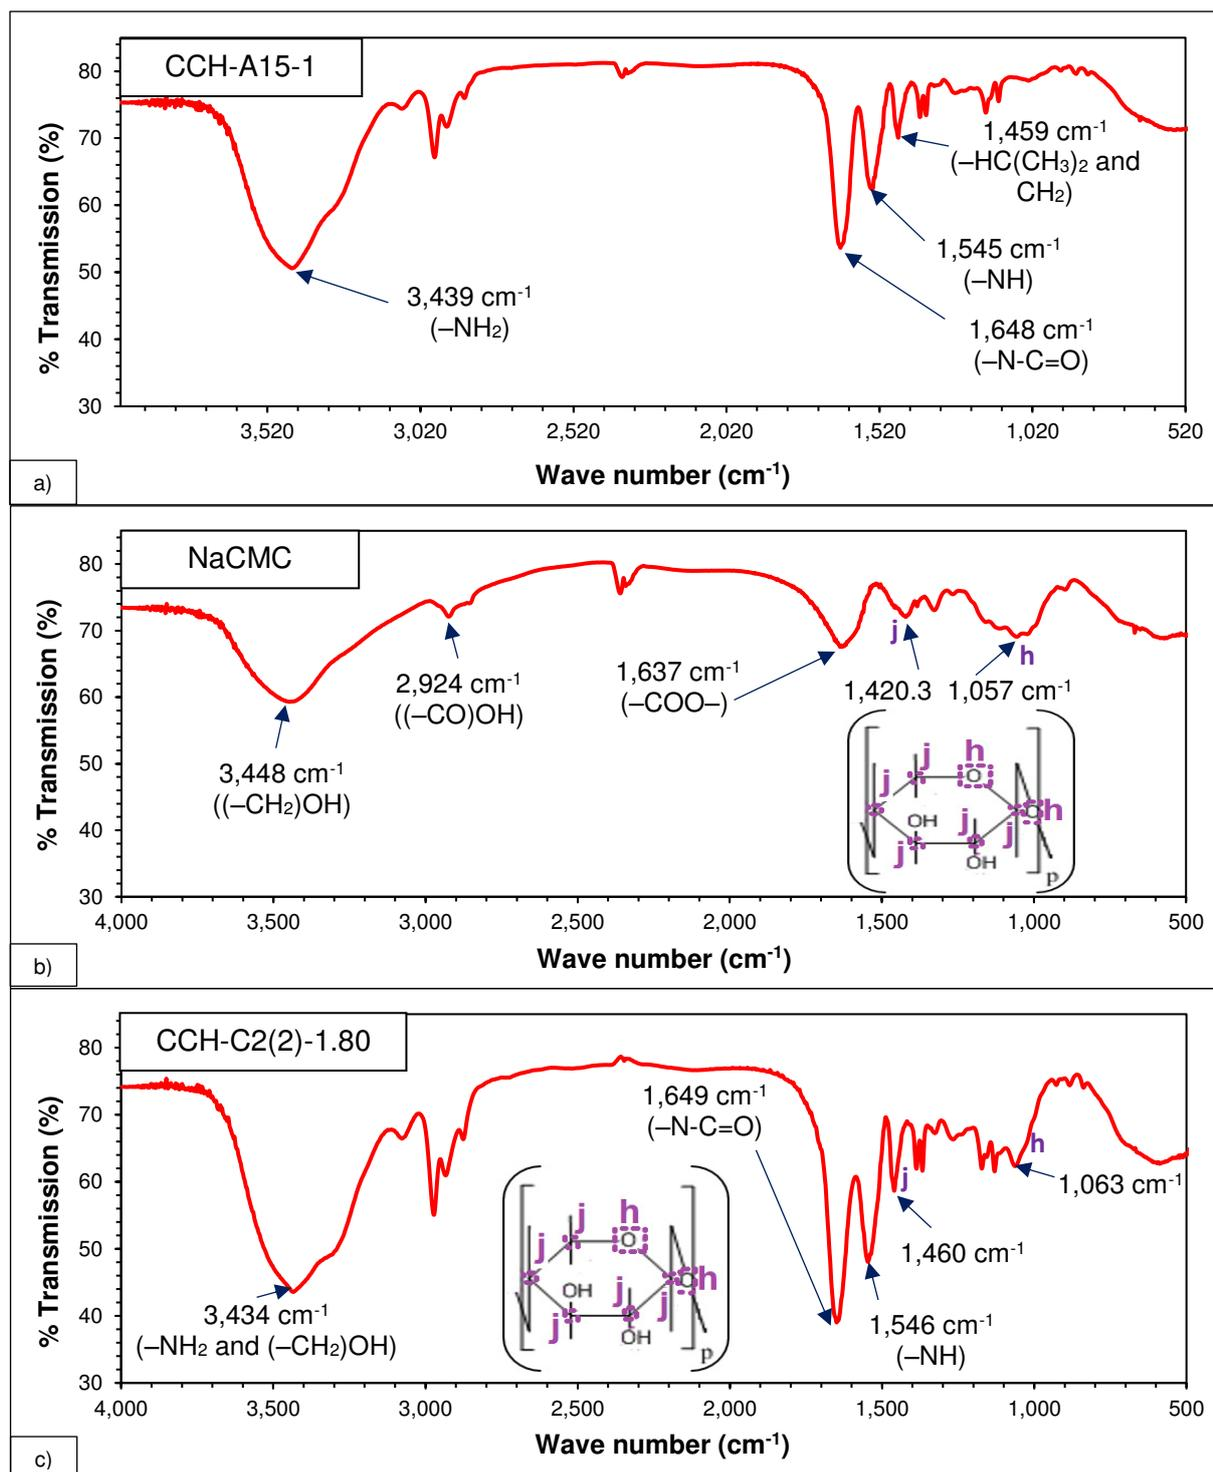 CCH-A15-1
80
70
60
50
40
30
% Transmission (%)
1,459 cm-1
(–HC(CH3)2 and
CH2)
1,545 cm-1
(–NH)
3,439 cm-1
(–NH2)
1,648 cm-1
(–N-C=O)
3,520 3,020 2,520 2,020 1,520 1,020 520
Wave number (cm-1)
a)
NaCMC
80
70
60
50
40
30
% Transmission (%)
j
h
2,924 cm-1
((–CO)OH)
1,637 cm-1
(–COO–)
1,420.3 1,057 cm-1
3,448 cm-1
((–CH2)OH)
h
j
j O
O h
OH j j
j
OH
p
4,000 3,500 3,000 2,500 2,000 1,500 1,000 500
Wave number (cm-1)
b)
CCH-C2(2)-1.80
80
70
60
50
40
30
% Transmission (%)
1,649 cm-1
(–N-C=O)
h
j
1,063 cm-1
1,460 cm-1
h
j
j O
O h
OH j j
j
OH
p
3,434 cm-1
(–NH2 and (–CH2)OH)
1,546 cm-1
(–NH)
4,000 3,500 3,000 2,500 2,000 1,500 1,000 500
Wave number (cm-1)
c)